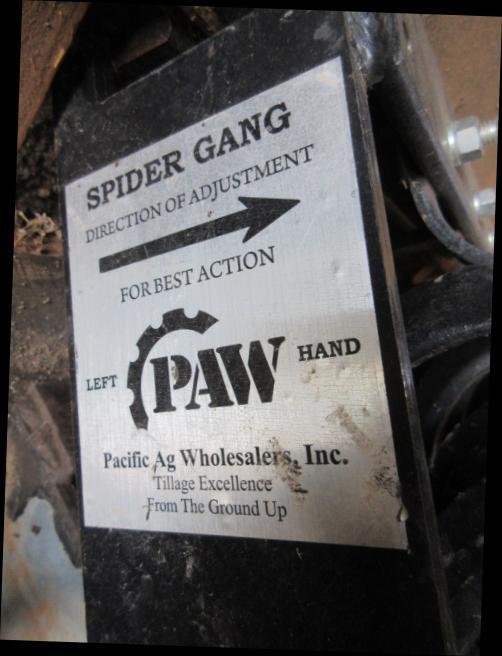 SPIDER GANG
DIRECTION OF ADJUSTMENT
FOR BEST ACTION
LEFT PAW HAND
Pacific Ag Wholesalers, Inc.
Tillage Excellence
From The Ground Up